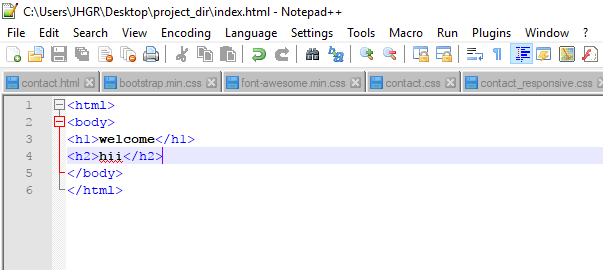 C:\Users\JHGR\Desktop\project_dir\index.html - Notepad++
File Edit Search View Encoding Language Settings Tools Macro Run Plugins Window ?
contact.html bootstrap.min.css font-awesome.min.css contact.css contact_responsive.css
1 <html>
2 <body>
3 <h1>welcome</h1>
4 <h2>hii</h2>
5 </body>
6 </html>